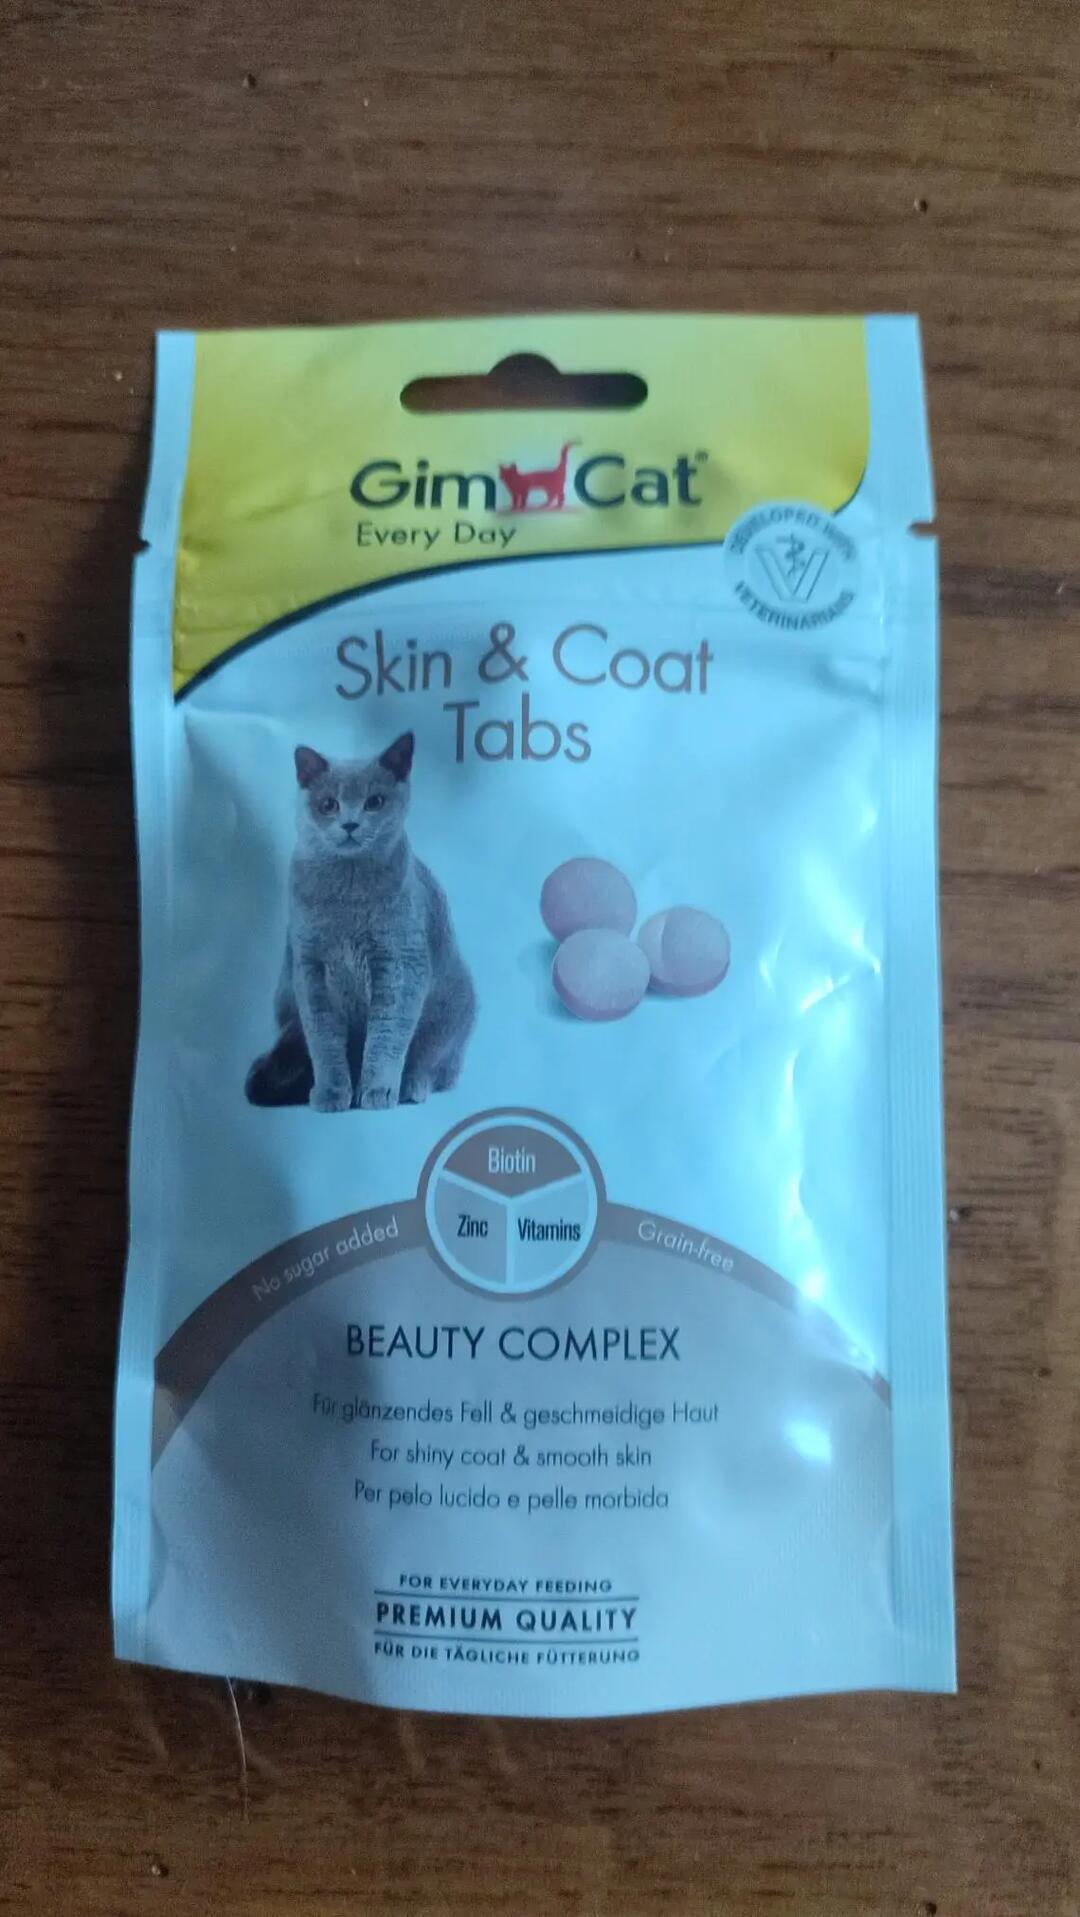 GimCat®
Every Day
DEVELOPED WITH
VETERINARIANS
Skin & Coat
Tabs
Biotin
Zinc
Vitamins
No sugar added
Grain-free
BEAUTY COMPLEX
Für glänzendes Fell & geschmeidige Haut
For shiny coat & smooth skin
Per pelo lucido e pelle morbida
FOR EVERYDAY FEEDING
PREMIUM QUALITY
FÜR DIE TÄGLICHE FÜTTERUNG